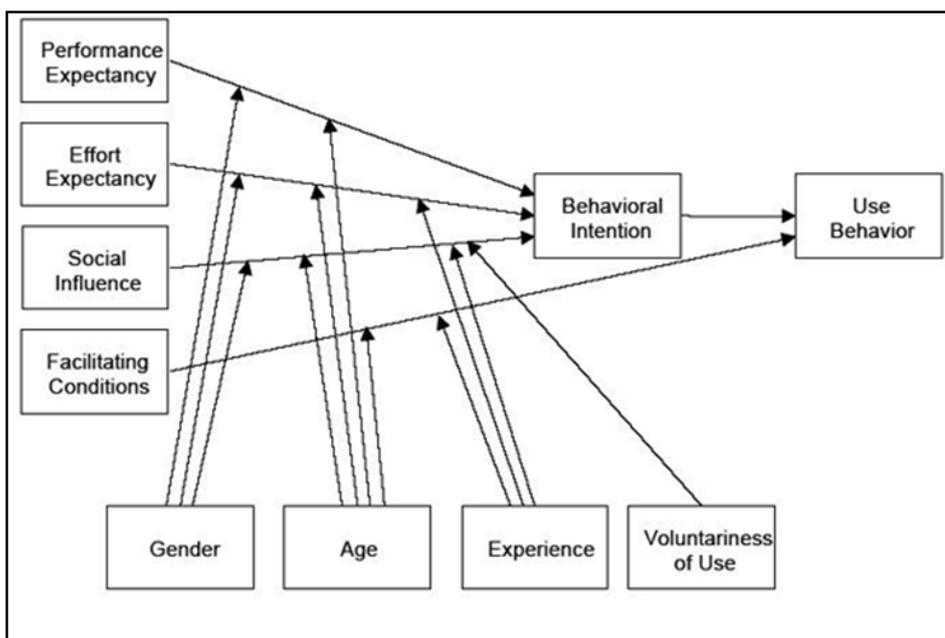 Performance
Expectancy
Effort
Expectancy
Social
Influence
Facilitating
Conditions
Behavioral
Intention
Use
Behavior
Gender
Age
Experience
Voluntariness
of Use